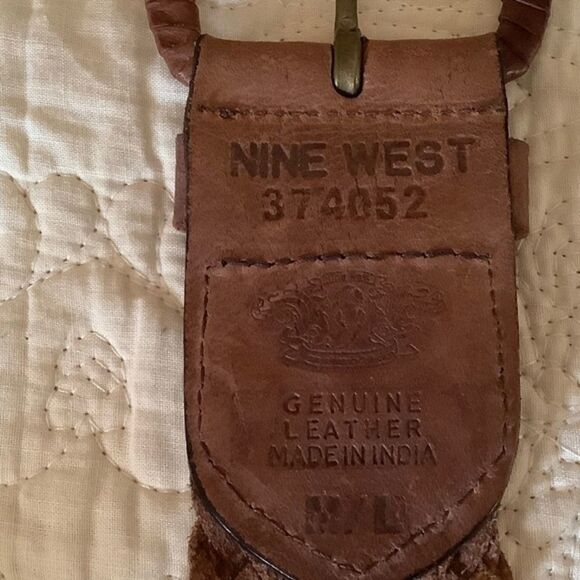 NINE WEST
374052
GENUINE
LEATHER
MADE IN INDIA
M/L